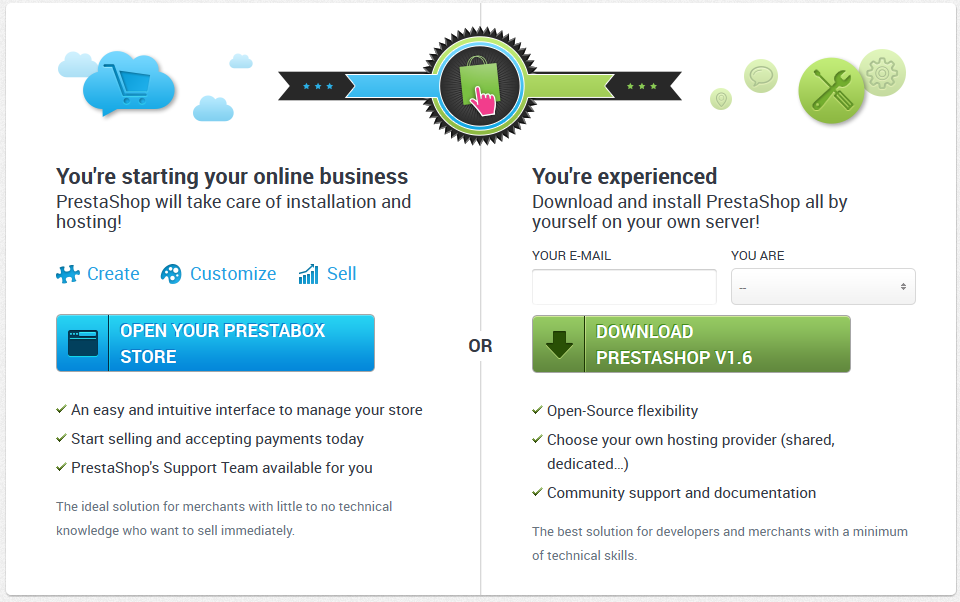 You're starting your online business
PrestaShop will take care of installation and
hosting!
Create Customize Sell
OPEN YOUR PRESTABOX
STORE
An easy and intuitive interface to manage your store
Start selling and accepting payments today
PrestaShop's Support Team available for you
The ideal solution for merchants with little to no technical
knowledge who want to sell immediately.
OR
You're experienced
Download and install PrestaShop all by
yourself on your own server!
YOUR E-MAIL YOU ARE
--
DOWNLOAD
PRESTASHOP V1.6
Open-Source flexibility
Choose your own hosting provider (shared,
dedicated...)
Community support and documentation
The best solution for developers and merchants with a minimum
of technical skills.